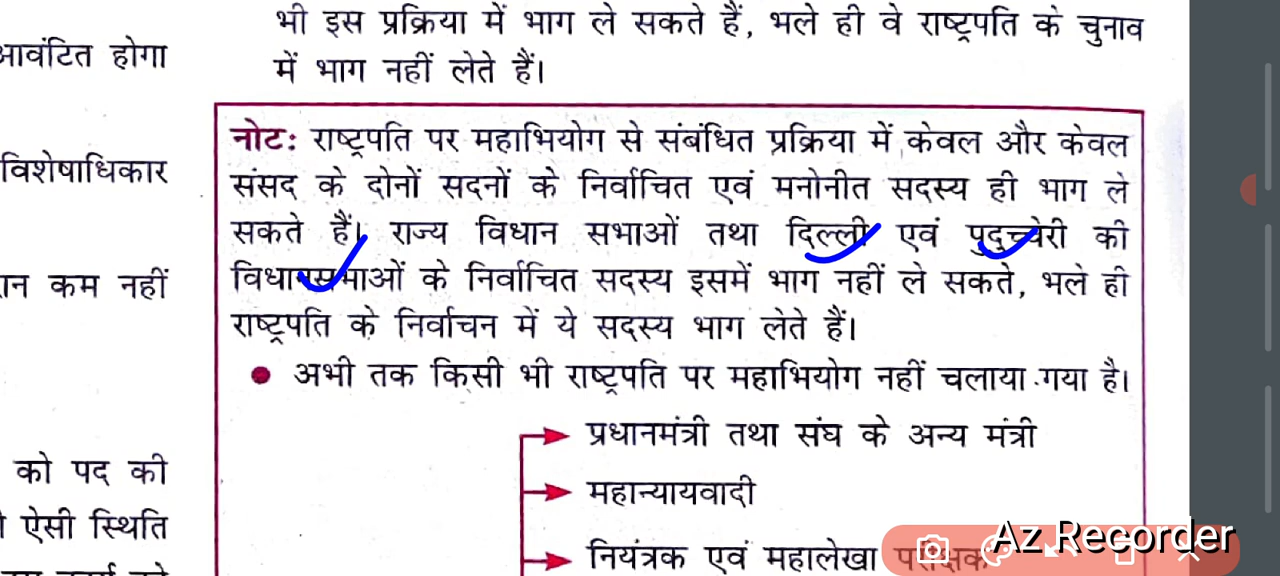 भी इस प्रक्रिया में भाग ले सकते हैं, भले ही वे राष्ट्रपति के चुनाव
में भाग नहीं लेते हैं।
आवंटित होगा
विशेषाधिकार
कम नहीं
को पद की
ऐसी स्थिति
नोट: राष्ट्रपति पर महाभियोग से संबंधित प्रक्रिया में केवल और केवल
संसद के दोनों सदनों के निर्वाचित एवं मनोनीत सदस्य ही भाग ले
सकते हैं। राज्य विधान सभाओं तथा दिल्ली एवं पुदुच्चेरी की
विधानसभाओं के निर्वाचित सदस्य इसमें भाग नहीं ले सकते, भले ही
राष्ट्रपति के निर्वाचन में ये सदस्य भाग लेते हैं।
अभी तक किसी भी राष्ट्रपति पर महाभियोग नहीं चलाया गया है।
प्रधानमंत्री तथा संघ के अन्य मंत्री
महान्यायवादी
नियंत्रक एवं महालेखा परीक्षक
Az Recorder